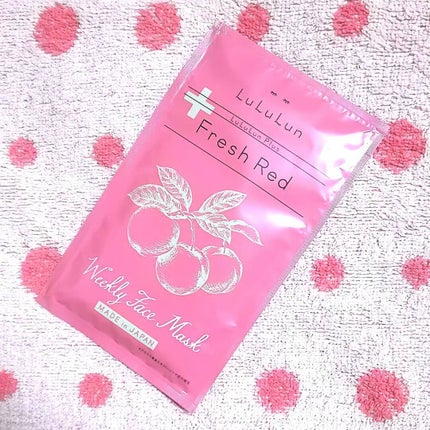 LuLuLun
LuLuLun Plus
Fresh Red
Weekly Face Mask
MADE in JAPAN